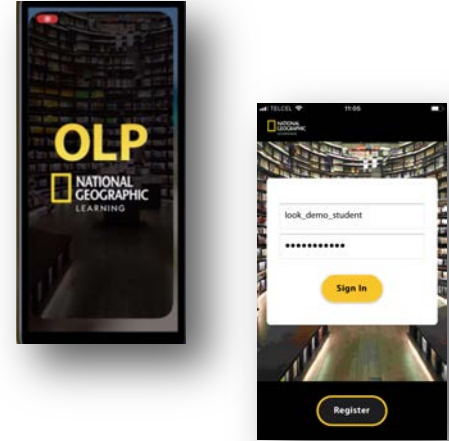 OLP
NATIONAL
GEOGRAPHIC
LEARNING
TELCEL
11:05
NATIONAL
GEOGRAPHIC
look_demo_student
•••••••••••
Sign In
Register